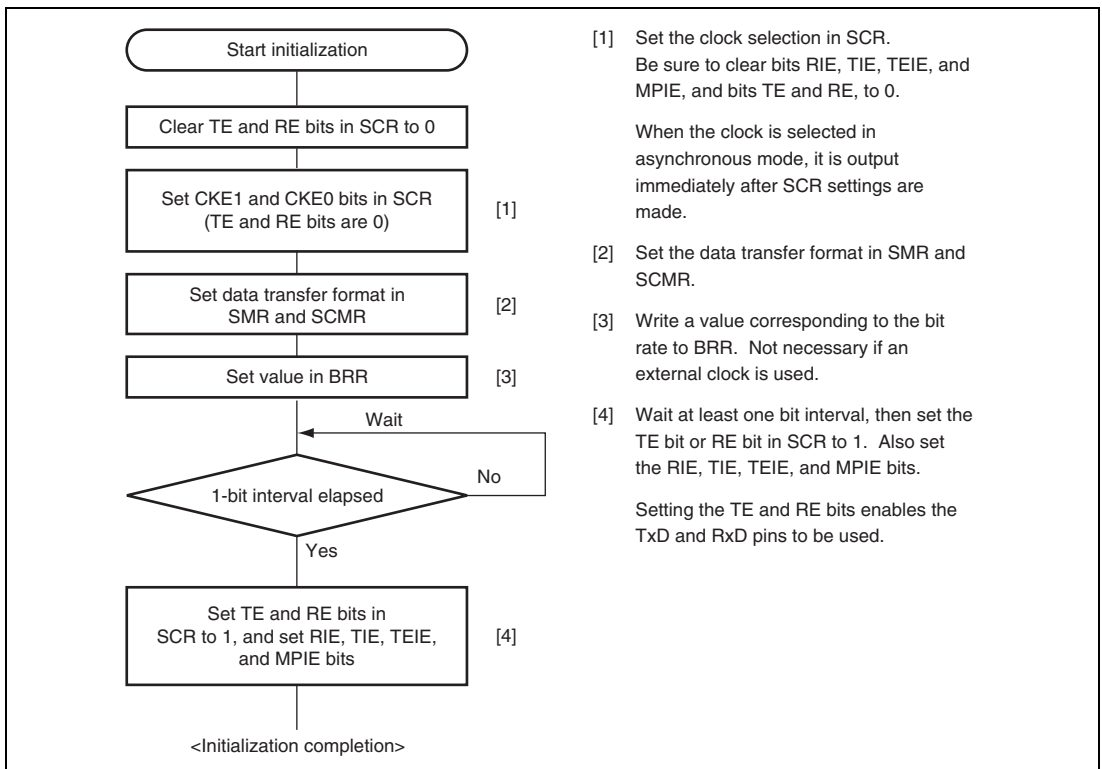 Start initialization
Clear TE and RE bits in SCR to 0
Set CKE1 and CKE0 bits in SCR
(TE and RE bits are 0)
[1]
Set data transfer format in
SMR and SCMR
[2]
Set value in BRR
[3]
Wait
No
1-bit interval elapsed
Yes
Set TE and RE bits in
SCR to 1, and set RIE, TIE, TEIE,
and MPIE bits
[4]
<Initialization completion>
[1] Set the clock selection in SCR.
Be sure to clear bits RIE, TIE, TEIE, and
MPIE, and bits TE and RE, to 0.
When the clock is selected in
asynchronous mode, it is output
immediately after SCR settings are
made.
[2] Set the data transfer format in SMR and
SCMR.
[3] Write a value corresponding to the bit
rate to BRR. Not necessary if an
external clock is used.
[4] Wait at least one bit interval, then set the
TE bit or RE bit in SCR to 1. Also set
the RIE, TIE, TEIE, and MPIE bits.
Setting the TE and RE bits enables the
TxD and RxD pins to be used.